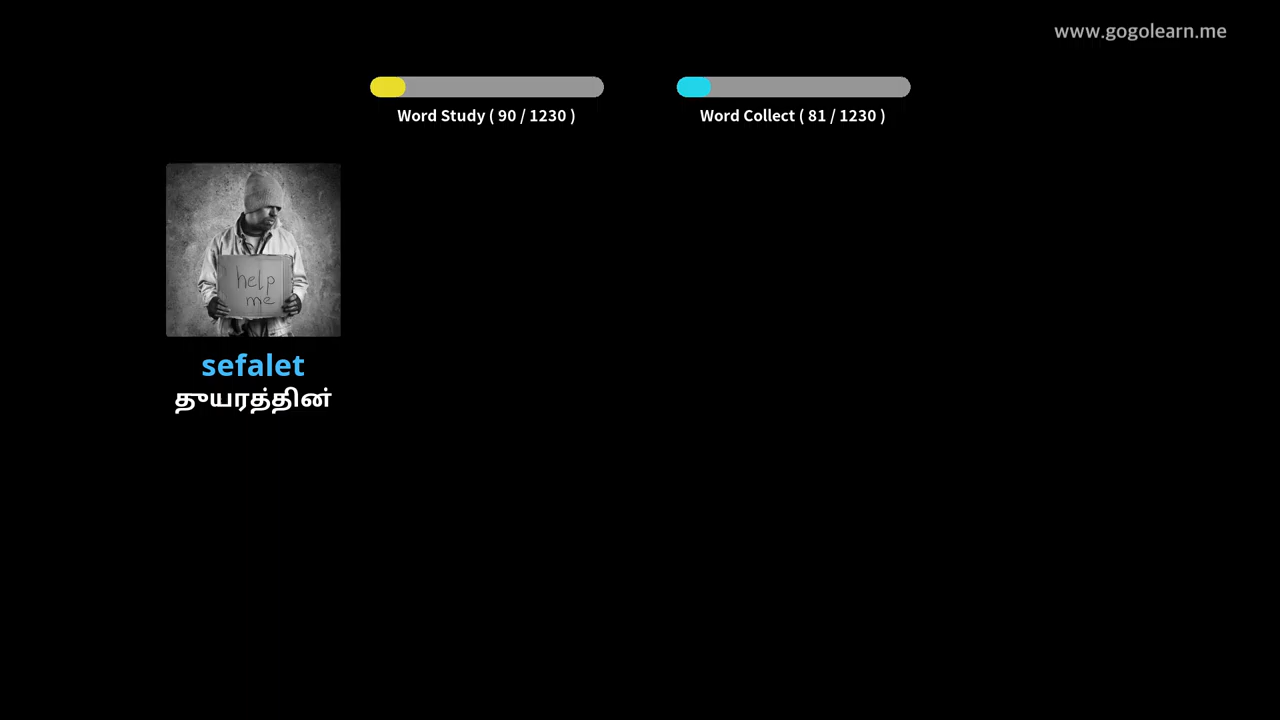 www.gogolearn.me
Word Study ( 90 / 1230 )
Word Collect ( 81 / 1230 )
help
me
sefalet
துயரத்தின்